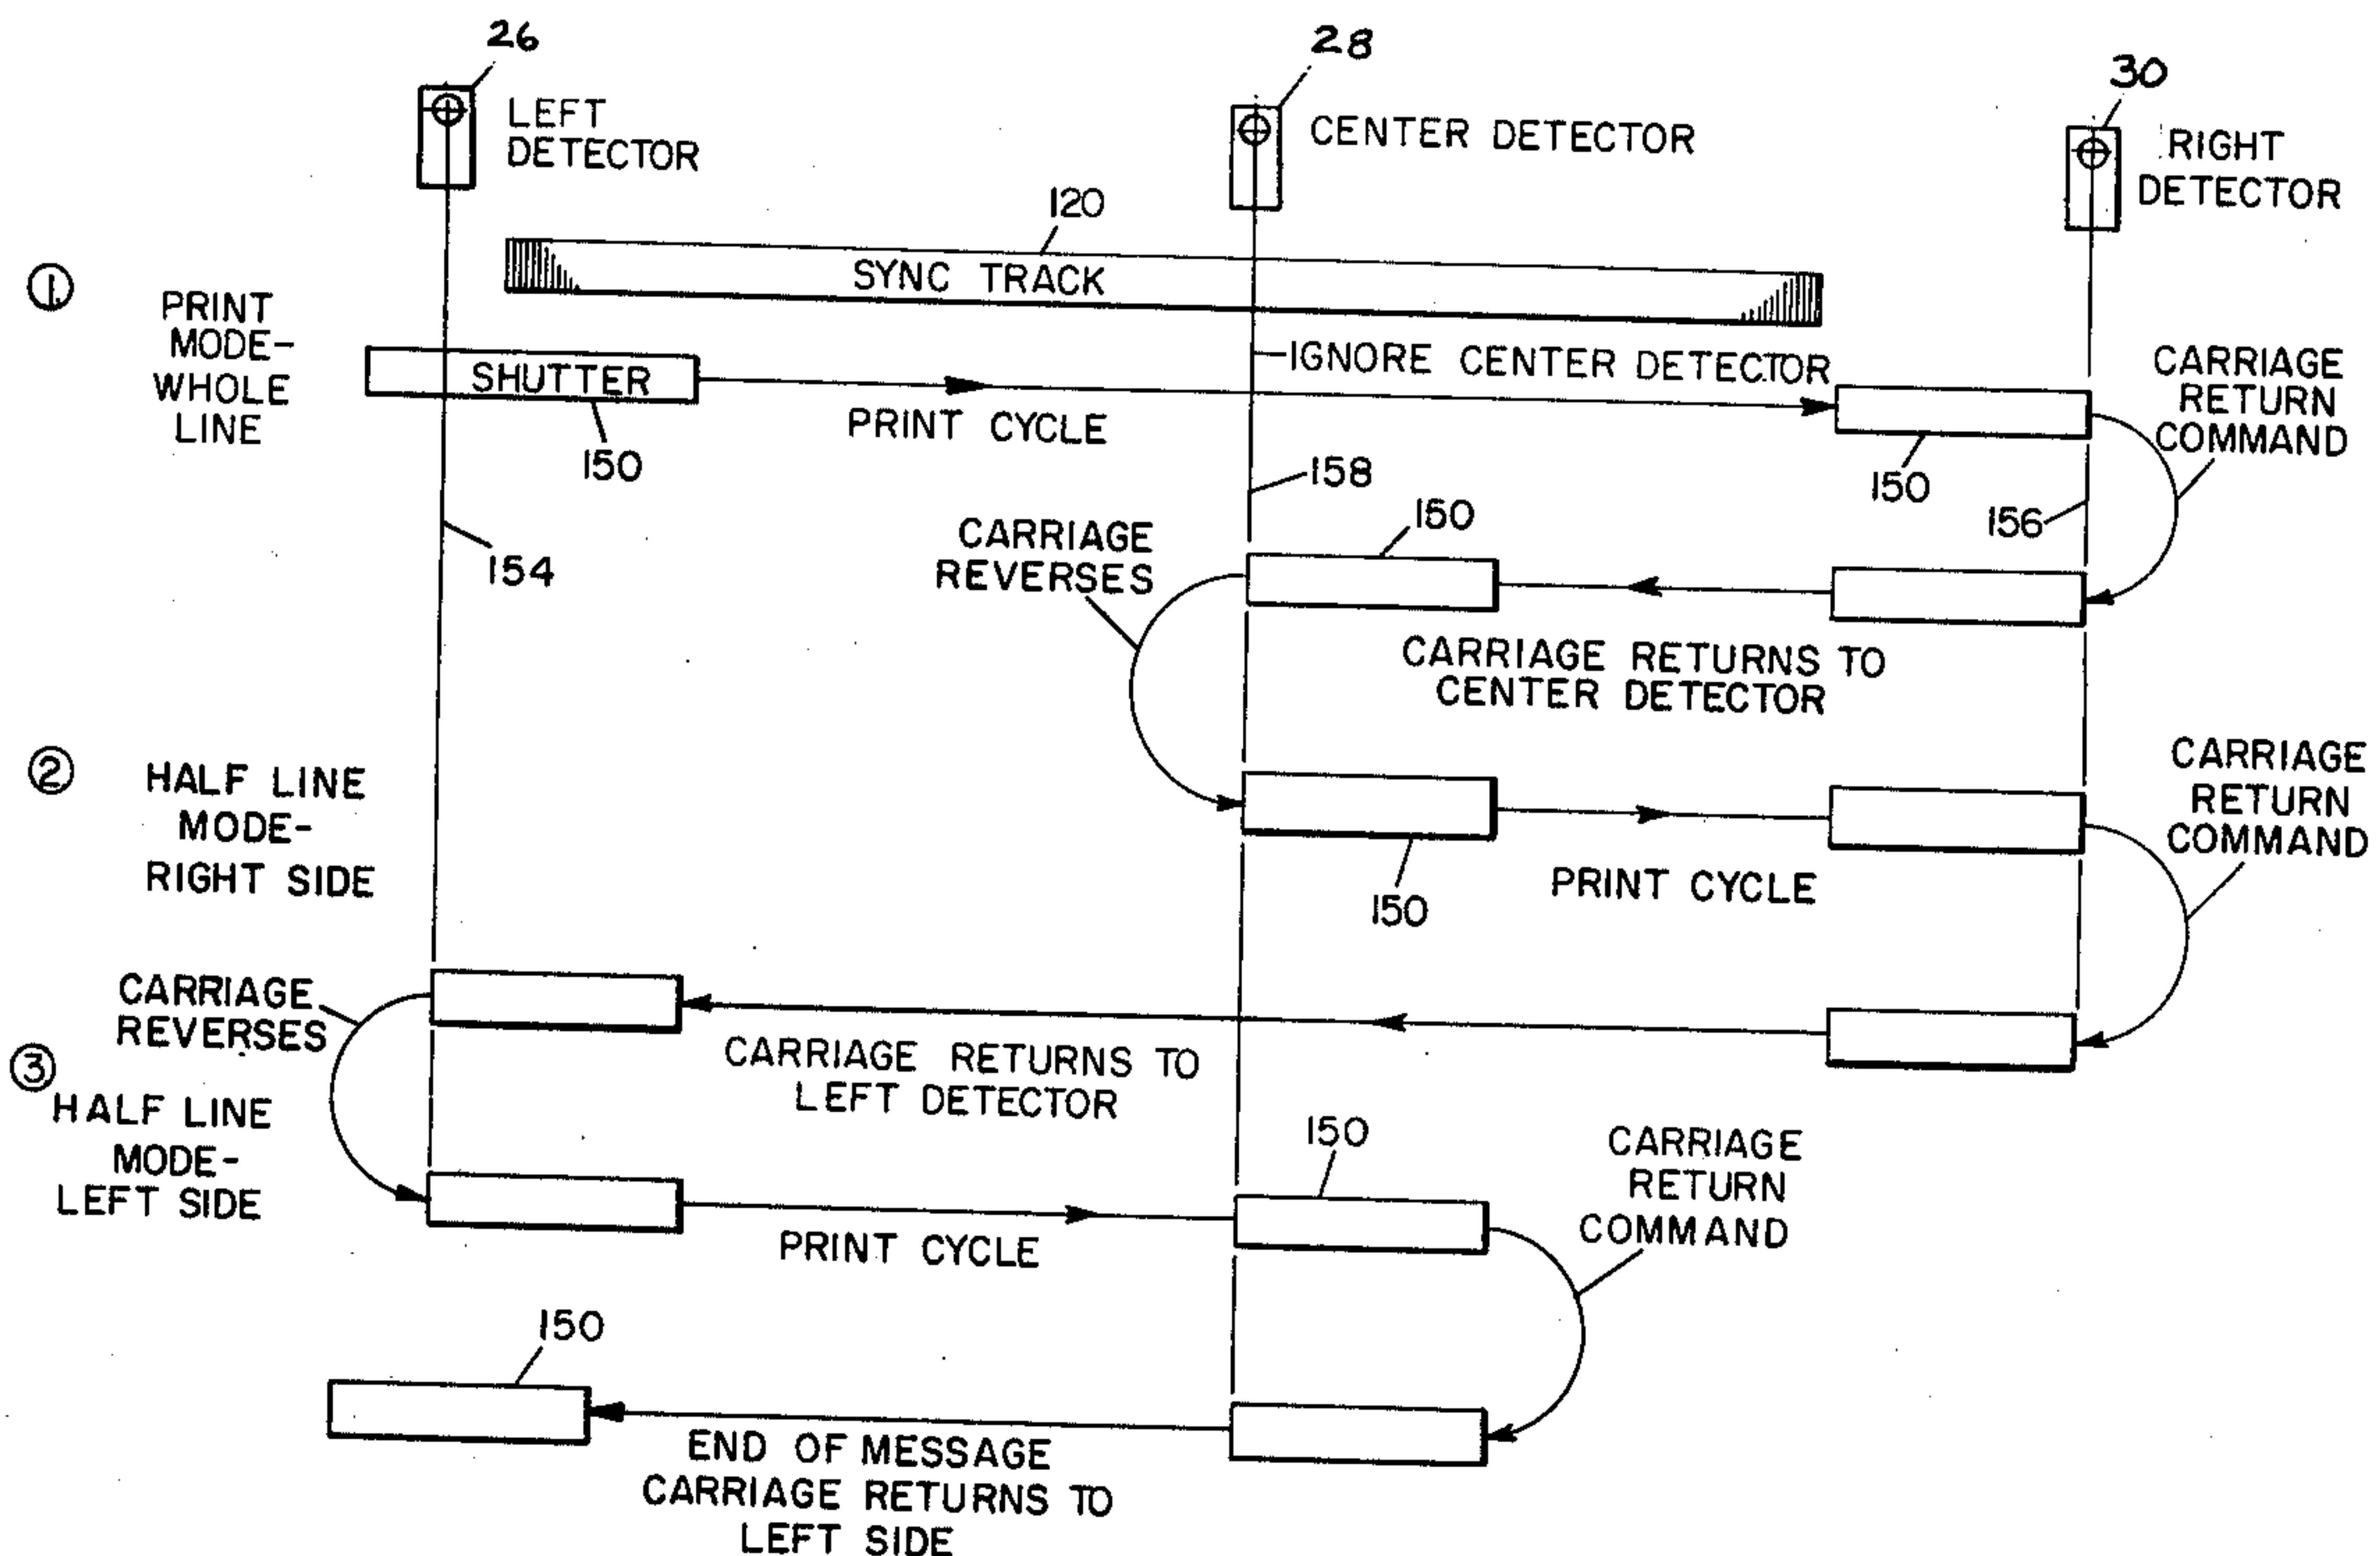 26
28
30
LEFT
DETECTOR
CENTER DETECTOR
RIGHT
DETECTOR
120
SYNC TRACK
①
PRINT
MODE-
WHOLE
LINE
SHUTTER
150
PRINT CYCLE
IGNORE CENTER DETECTOR
150
CARRIAGE
RETURN
COMMAND
154
158
156
CARRIAGE
REVERSES
150
CARRIAGE RETURNS TO
CENTER DETECTOR
②
HALF LINE
MODE-
RIGHT SIDE
150
PRINT CYCLE
CARRIAGE
RETURN
COMMAND
CARRIAGE
REVERSES
CARRIAGE RETURNS TO
LEFT DETECTOR
③
HALF LINE
MODE-
LEFT SIDE
PRINT CYCLE
150
CARRIAGE
RETURN
COMMAND
150
END OF MESSAGE
CARRIAGE RETURNS TO
LEFT SIDE